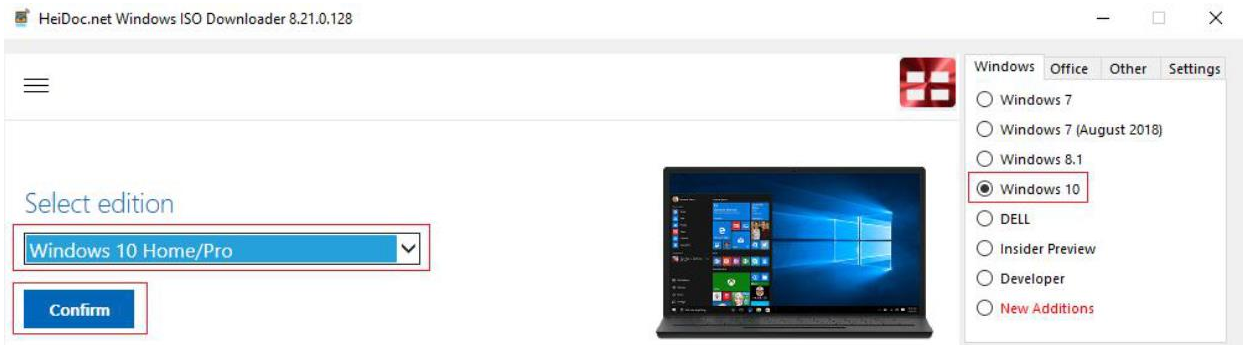 HeiDoc.net Windows ISO Downloader 8.21.0.128
Windows Office Other Settings
Windows 7
Windows 7 (August 2018)
Windows 8.1
Windows 10
DELL
Insider Preview
Developer
New Additions
Select edition
Windows 10 Home/Pro
Confirm